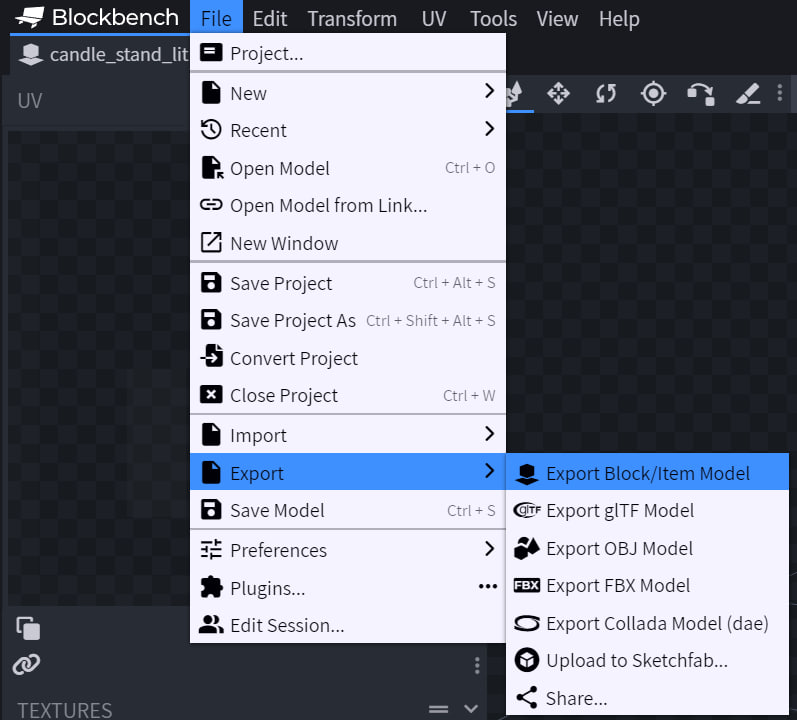 Blockbench
File Edit Transform UV Tools View Help
candle_stand_lit
UV
Project...
New
Recent
Open Model Ctrl + O
Open Model from Link...
New Window
Save Project Ctrl + Alt + S
Save Project As Ctrl + Shift + Alt + S
Convert Project
Close Project Ctrl + W
Import
Export
Save Model Ctrl + S
Preferences
Plugins...
Edit Session...
Export Block/Item Model
glTF Export glTF Model
Export OBJ Model
FBX Export FBX Model
Export Collada Model (dae)
Upload to Sketchfab...
Share...
TEXTURES